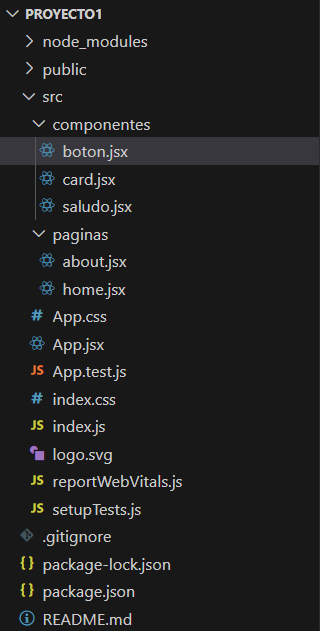 PROYECTO1
node_modules
public
src
componentes
boton.jsx
card.jsx
saludo.jsx
paginas
about.jsx
home.jsx
# App.css
App.jsx
JS App.test.js
# index.css
JS index.js
logo.svg
JS reportWebVitals.js
JS setupTests.js
.gitignore
{} package-lock.json
{} package.json
README.md